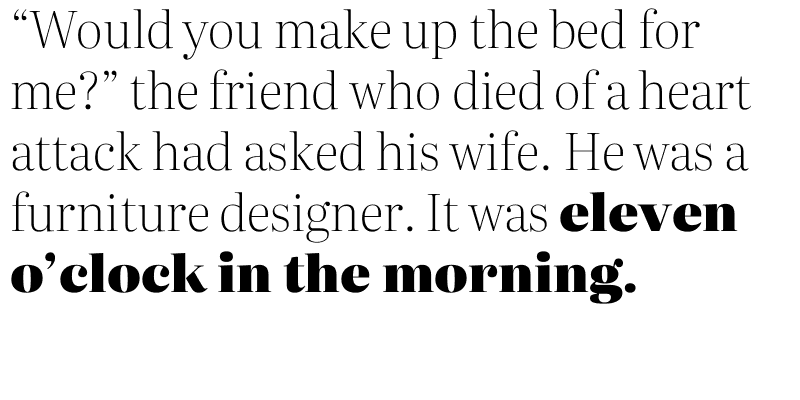 “Would you make up the bed for
me?” the friend who died of a heart
attack had asked his wife. He was a
furniture designer. It was eleven
o’clock in the morning.